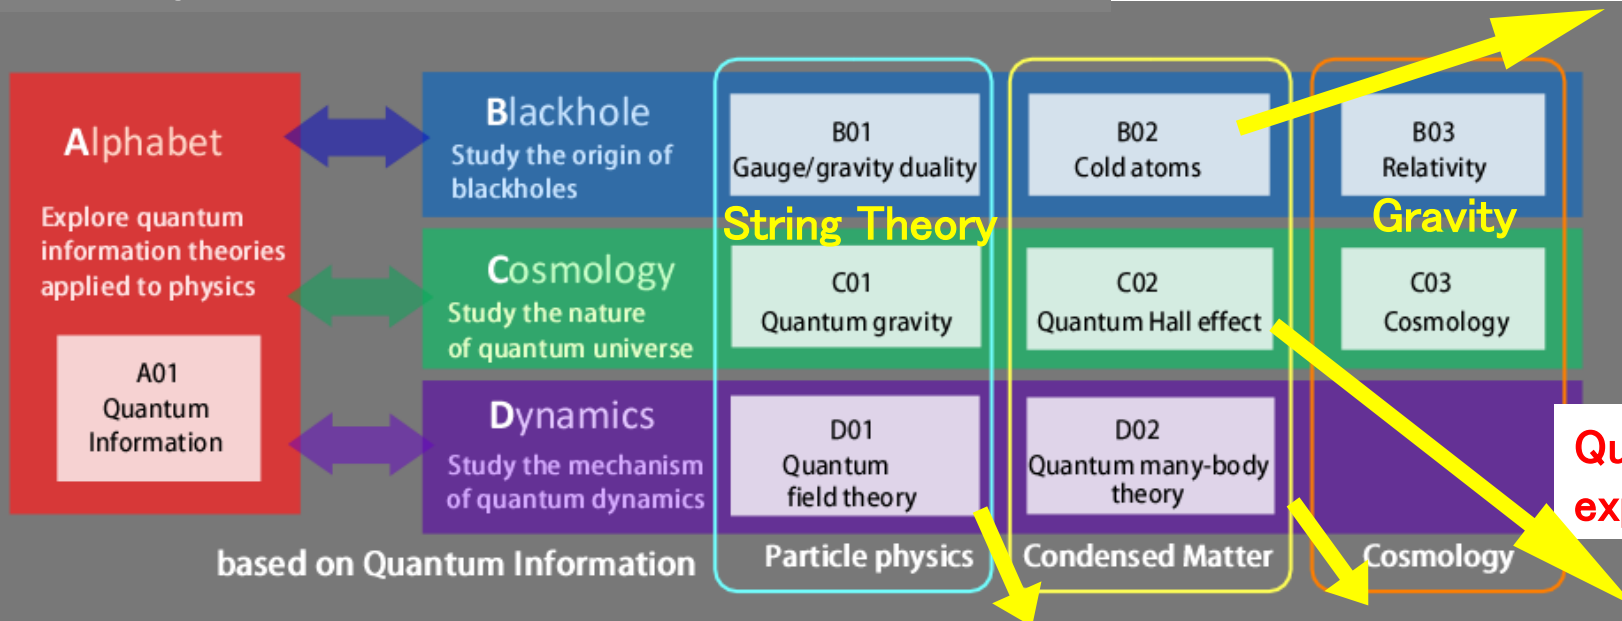 Alphabet
Explore quantum
information theories
applied to physics
A01
Quantum
Information
Blackhole
Study the origin of
blackholes
B01
Gauge/gravity duality
B02
Cold atoms
B03
Relativity
String Theory
Gravity
Cosmology
Study the nature
of quantum universe
C01
Quantum gravity
C02
Quantum Hall effect
C03
Cosmology
Dynamics
Study the mechanism
of quantum dynamics
D01
Quantum
field theory
D02
Quantum many-body
theory
based on Quantum Information
Particle physics
Condensed Matter
Cosmology